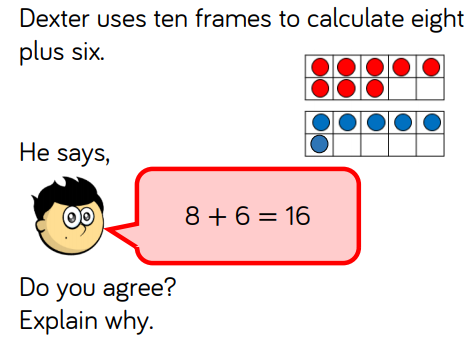 Dexter uses ten frames to calculate eight
plus six.
He says,
8 + 6 = 16
Do you agree?
Explain why.